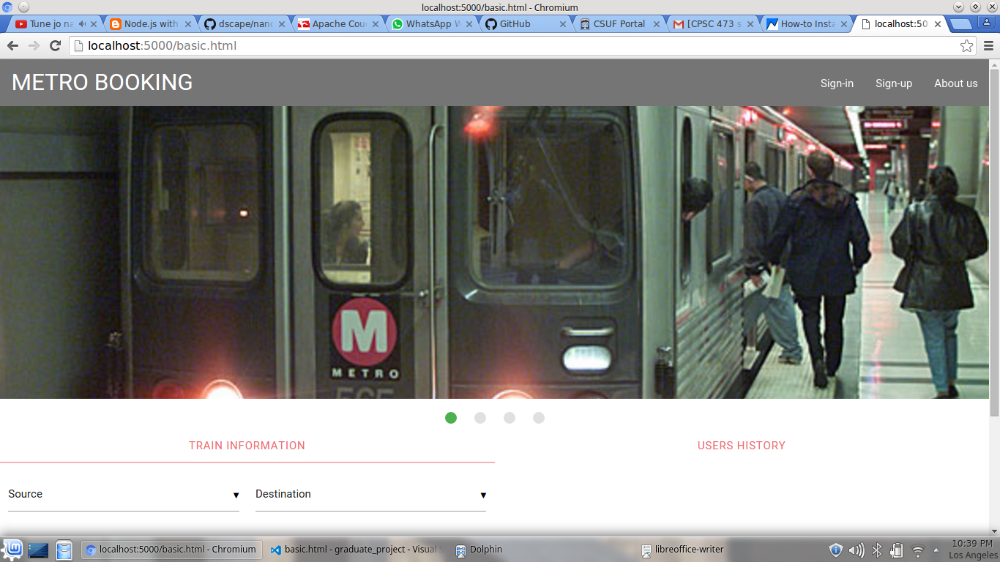 localhost:5000/basic.html - Chromium
Tune jo na
Node.js with
dscape/nano
Apache Cou
WhatsApp W
GitHub
CSUF Portal
[CPSC 473 s
How-to Insta
localhost:50
localhost:5000/basic.html
METRO BOOKING
Sign-in
Sign-up
About us
M
METRO
TRAIN INFORMATION
USERS HISTORY
Source
Destination
localhost:5000/basic.html - Chromium
basic.html - graduate_project - Visual S
Dolphin
libreoffice-writer
10:39 PM
Los Angeles